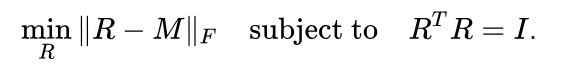 min_R ‖R − M‖_F subject to R^T R = I.